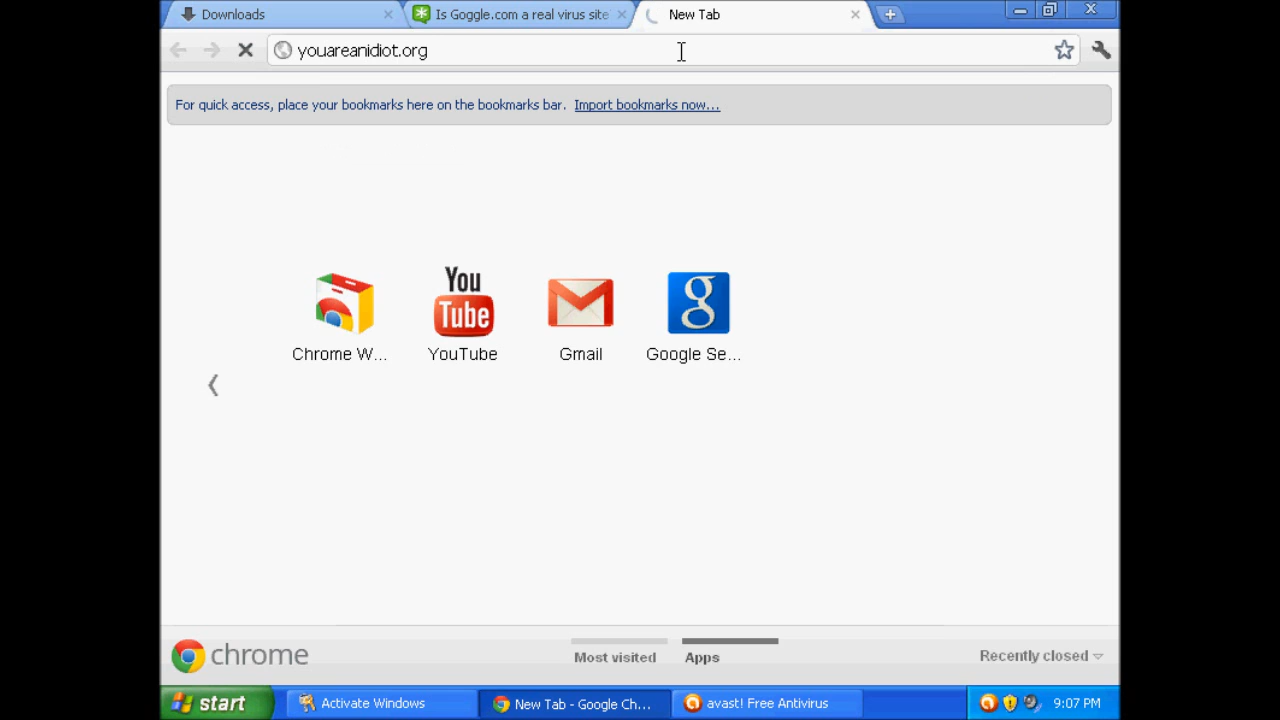 Downloads
Is Goggle.com a real virus site
New Tab
youareanidiot.org
For quick access, place your bookmarks here on the bookmarks bar. Import bookmarks now...
You
Tube
g
Chrome W...
YouTube
Gmail
Google Se...
chrome
Most visited
Apps
Recently closed
start
Activate Windows
New Tab - Google Ch...
avast! Free Antivirus
9:07 PM